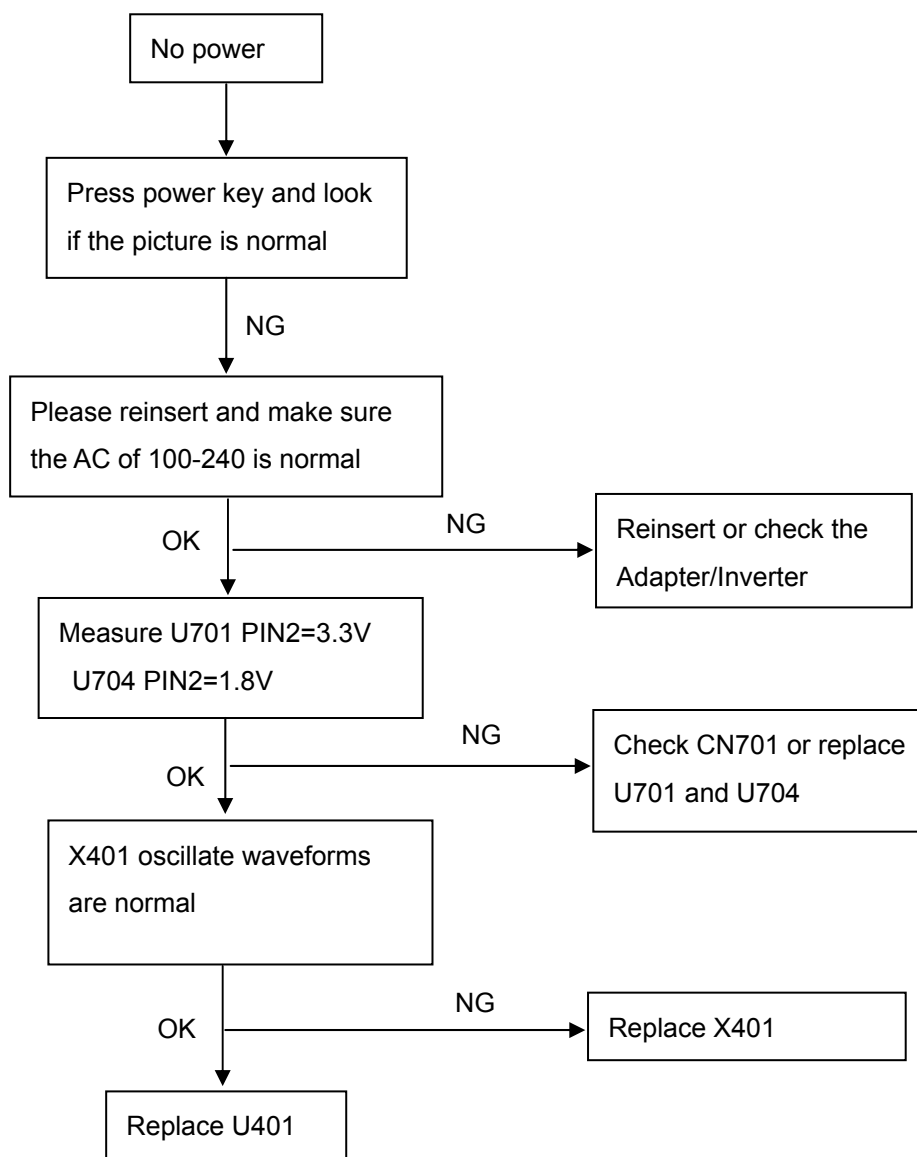 No power
Press power key and look
if the picture is normal
NG
Please reinsert and make sure
the AC of 100-240 is normal
OK
NG
Reinsert or check the
Adapter/Inverter
Measure U701 PIN2=3.3V
U704 PIN2=1.8V
OK
NG
Check CN701 or replace
U701 and U704
X401 oscillate waveforms
are normal
OK
NG
Replace X401
Replace U401